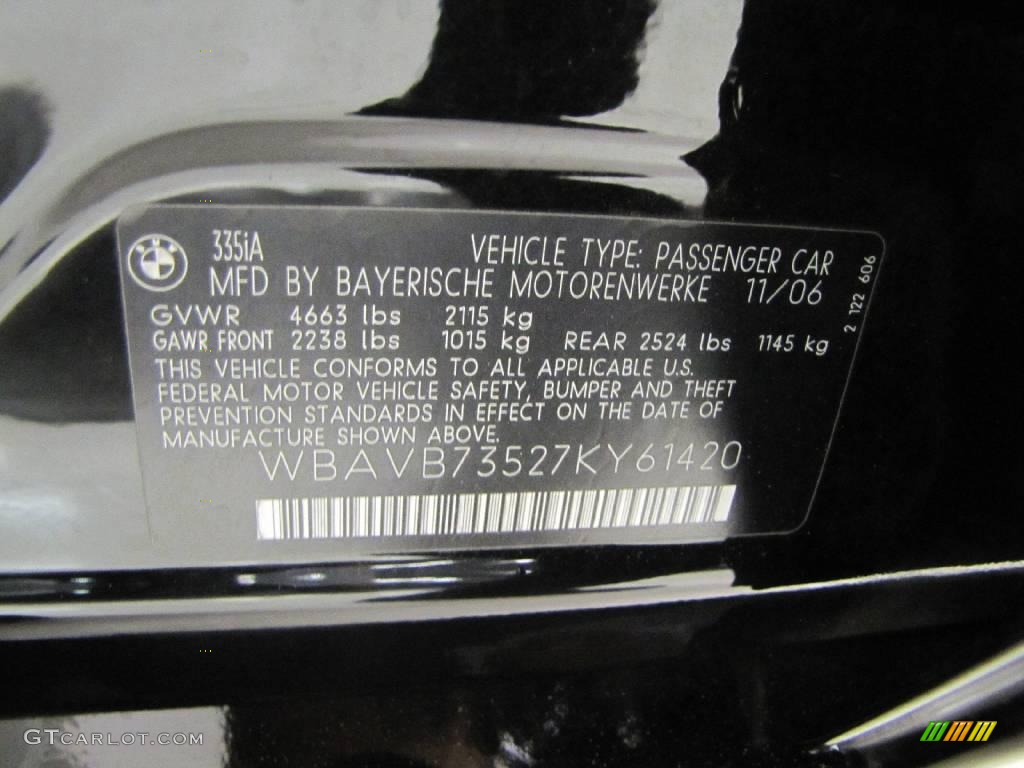 335iA VEHICLE TYPE: PASSENGER CAR
MFD BY BAYERISCHE MOTORENWERKE 11/06
GVWR 4663 lbs 2115 kg
GAWR FRONT 2238 lbs 1015 kg REAR 2524 lbs 1145 kg
THIS VEHICLE CONFORMS TO ALL APPLICABLE U.S.
FEDERAL MOTOR VEHICLE SAFETY, BUMPER AND THEFT
PREVENTION STANDARDS IN EFFECT ON THE DATE OF
MANUFACTURE SHOWN ABOVE.
WBAVB73527KY61420
2 122 606
BMW
GTCARLOT.COM